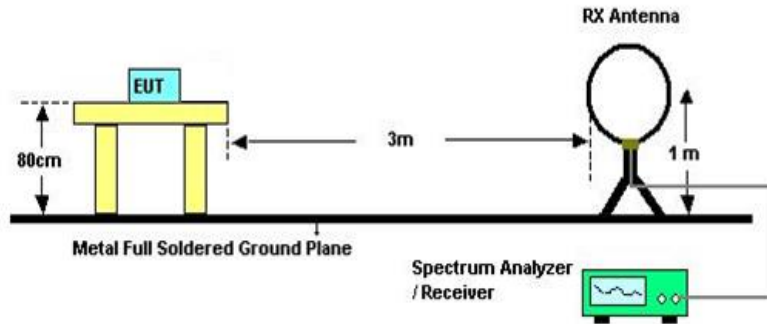 RX Antenna
EUT
3m
80cm
1 m
Metal Full Soldered Ground Plane
Spectrum Analyzer
/ Receiver